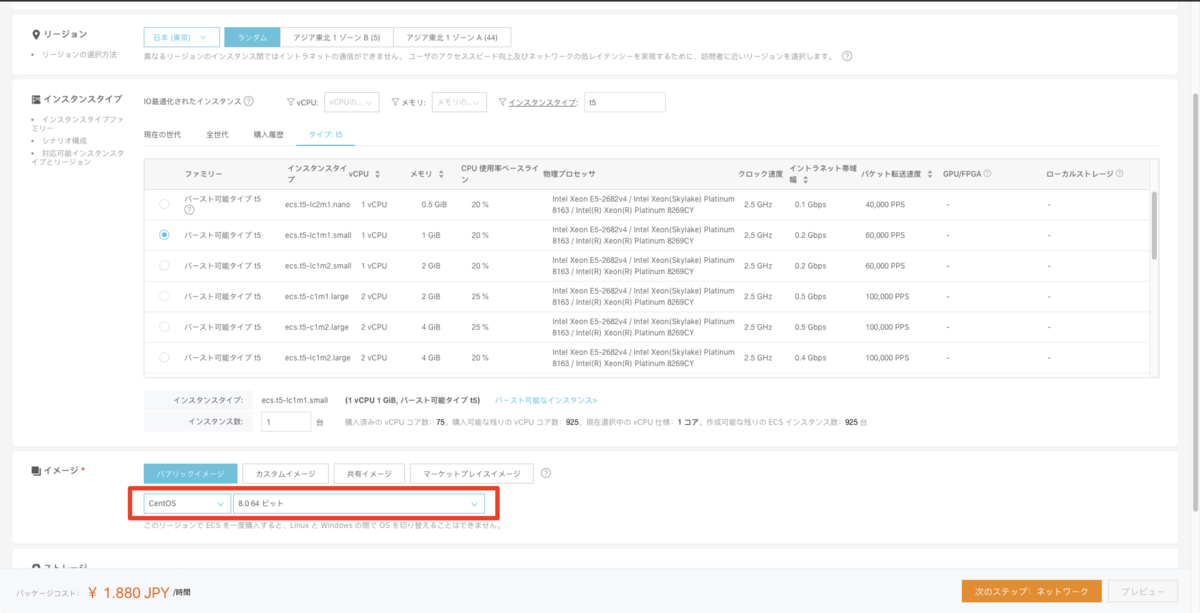 リージョン
日本 (東京)
ランダム
アジア東北 1 ゾーン B (5)
アジア東北 1 ゾーン A (44)
リージョンの選択方法
異なるリージョンのインスタンス間ではイントラネットの通信ができません。 ユーザのアクセススピード向上及びネットワークの低レイテンシーを実現するために、訪問者に近いリージョンを選択します。
インスタンスタイプ
インスタンスタイプファミリー
シナリオ構成
対応可能インスタンスタイプとリージョン
IO最適化されたインスタンス
vCPU: vCPUの...
メモリ: メモリの...
インスタンスタイプ: t5
現在の世代 全世代 購入履歴 タイプ: t5
ファミリー インスタンスタイプ vCPU メモリ CPU 使用率ベースライン 物理プロセッサ クロック速度 イントラネット帯域幅 パケット転送速度 GPU/FPGA ローカルストレージ
バースト可能タイプ t5 ecs.t5-lc2m1.nano 1 vCPU 0.5 GiB 20 % Intel Xeon E5-2682v4 / Intel Xeon(Skylake) Platinum 8163 / Intel(R) Xeon(R) Platinum 8269CY 2.5 GHz 0.1 Gbps 40,000 PPS - -
バースト可能タイプ t5 ecs.t5-lc1m1.small 1 vCPU 1 GiB 20 % Intel Xeon E5-2682v4 / Intel Xeon(Skylake) Platinum 8163 / Intel(R) Xeon(R) Platinum 8269CY 2.5 GHz 0.2 Gbps 60,000 PPS - -
バースト可能タイプ t5 ecs.t5-lc1m2.small 1 vCPU 2 GiB 20 % Intel Xeon E5-2682v4 / Intel Xeon(Skylake) Platinum 8163 / Intel(R) Xeon(R) Platinum 8269CY 2.5 GHz 0.2 Gbps 60,000 PPS - -
バースト可能タイプ t5 ecs.t5-c1m1.large 2 vCPU 2 GiB 25 % Intel Xeon E5-2682v4 / Intel Xeon(Skylake) Platinum 8163 / Intel(R) Xeon(R) Platinum 8269CY 2.5 GHz 0.5 Gbps 100,000 PPS - -
バースト可能タイプ t5 ecs.t5-c1m2.large 2 vCPU 4 GiB 25 % Intel Xeon E5-2682v4 / Intel Xeon(Skylake) Platinum 8163 / Intel(R) Xeon(R) Platinum 8269CY 2.5 GHz 0.5 Gbps 100,000 PPS - -
バースト可能タイプ t5 ecs.t5-lc1m2.large 2 vCPU 4 GiB 20 % Intel Xeon E5-2682v4 / Intel Xeon(Skylake) Platinum 8163 / Intel(R) Xeon(R) Platinum 8269CY 2.5 GHz 0.4 Gbps 100,000 PPS - -
インスタンスタイプ: ecs.t5-lc1m1.small (1 vCPU 1 GiB, バースト可能タイプ t5) バースト可能なインスタンス>
インスタンス数: 1 台 購入済みの vCPU コア数：75、購入可能な残りの vCPU コア数：925、現在選択中の vCPU 仕様：1 コア、作成可能な残りの ECS インスタンス数：925 台
イメージ *
パブリックイメージ カスタムイメージ 共有イメージ マーケットプレイスイメージ
CentOS 8.0 64 ビット
このリージョンで ECS を一度購入すると、Linux と Windows の間で OS を切り替えることはできません。
ストレージ
パッケージコスト: ¥ 1.880 JPY /時間
次のステップ：ネットワーク
プレビュー